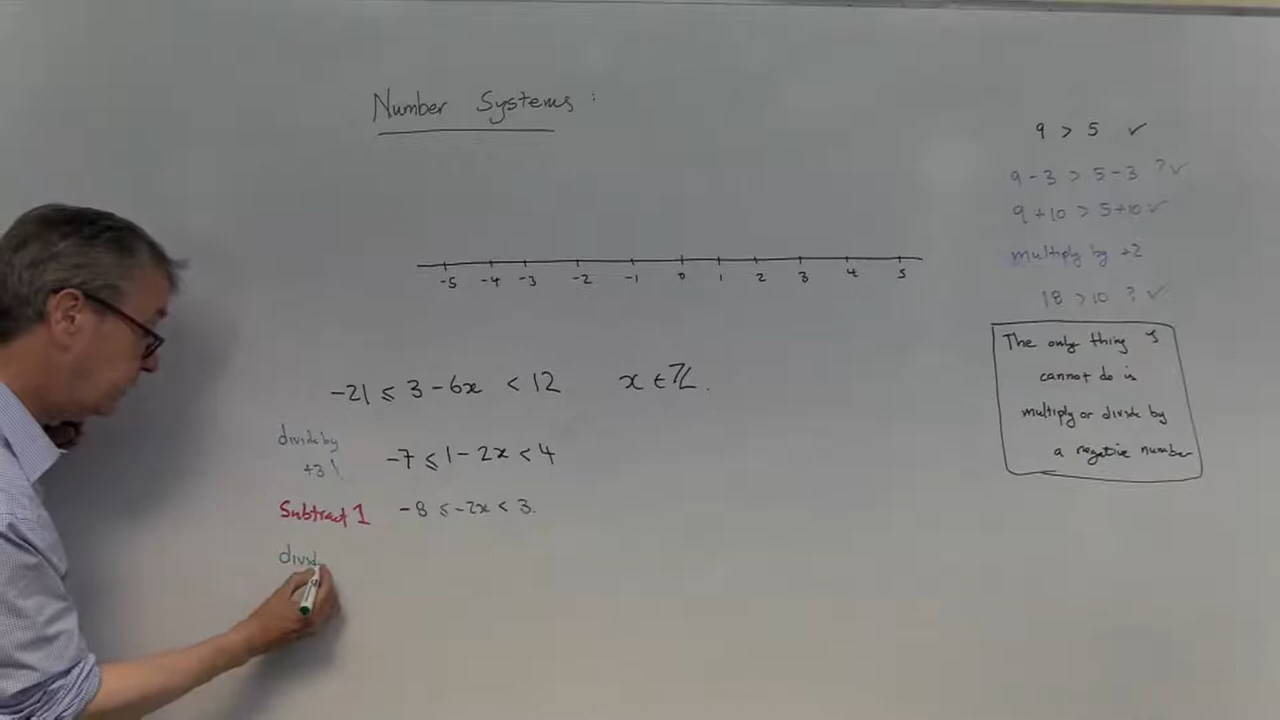 Number Systems :
-5 -4 -3 -2 -1 0 1 2 3 4 5
-21 ≤ 3 - 6x < 12 x ∈ ℤ.
divide by
+3
-7 ≤ 1 - 2x < 4
Subtract 1 -8 ≤ -2x < 3.
divid
9 > 5 ✓
9 - 3 > 5 - 3 ? ✓
9 + 10 > 5 + 10 ✓
multiply by +2
18 > 10 ? ✓
The only thing I
cannot do is
multiply or divide by
a negative number